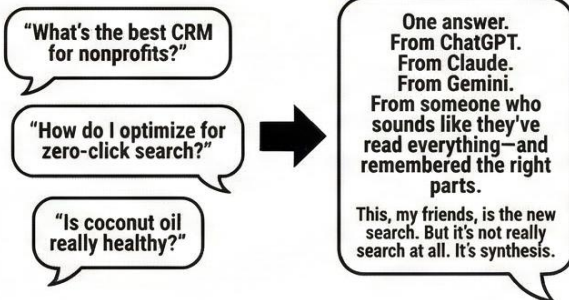 “What's the best CRM
for nonprofits?”
“How do I optimize for
zero-click search?”
“Is coconut oil
really healthy?”
One answer.
From ChatGPT.
From Claude.
From Gemini.
From someone who
sounds like they've
read everything—and
remembered the right
parts.
This, my friends, is the new
search. But it's not really
search at all. It's synthesis.